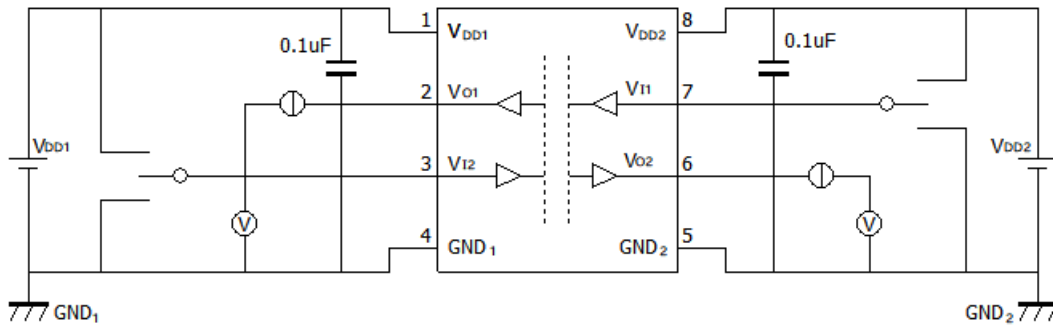 1 VDD1 VDD2 8
0.1uF 0.1uF
2 VO1 VI1 7
VDD1 VDD2
3 VI2 VO2 6
V V
4 GND1 GND2 5
GND1 GND2